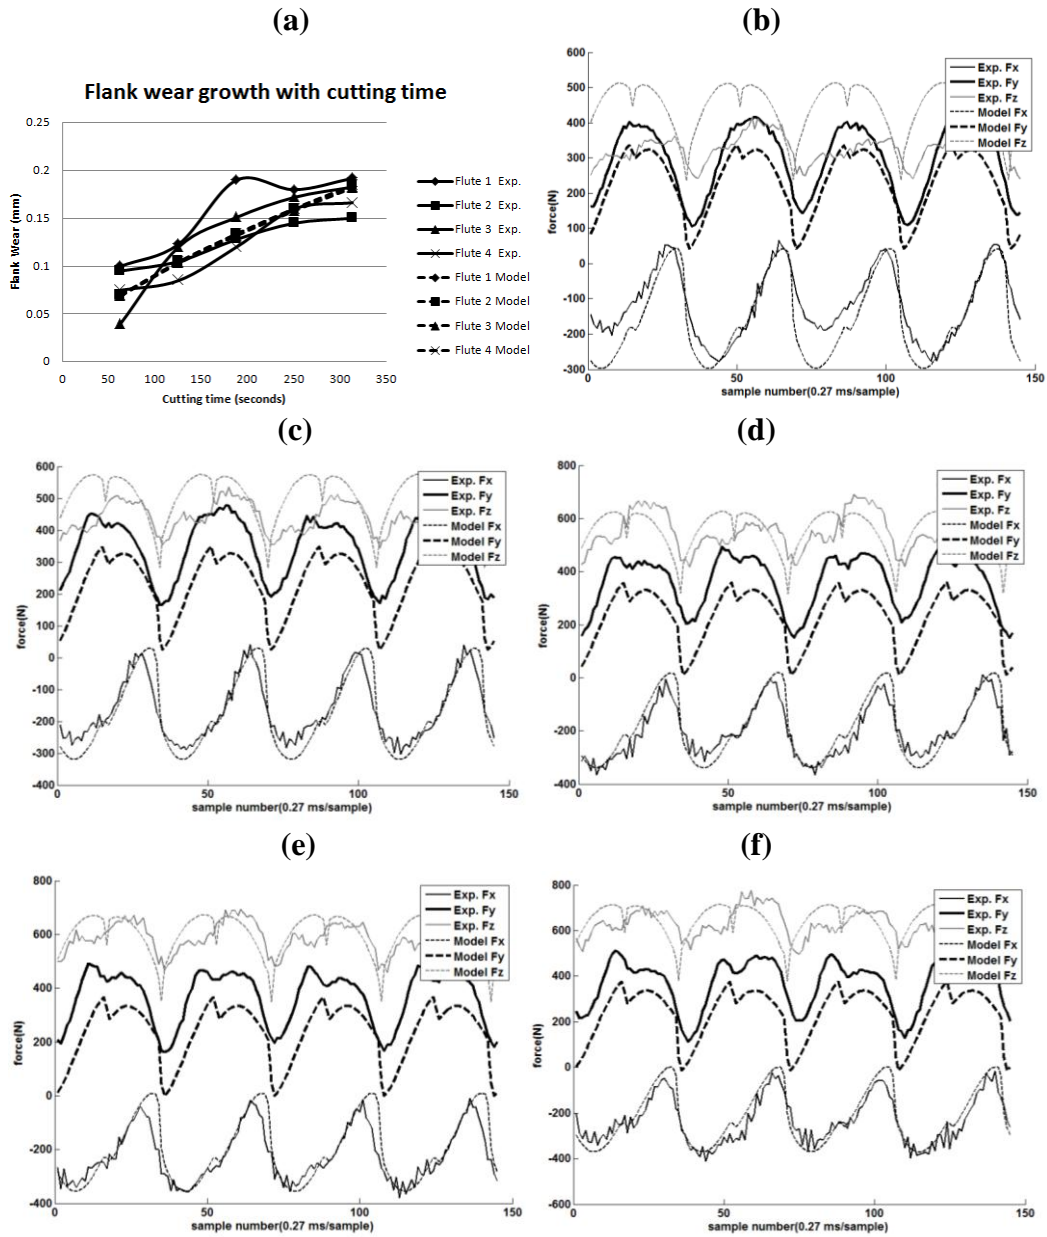 (a)
Flank wear growth with cutting time
Flank Wear (mm)
0.25
0.2
0.15
0.1
0.05
0
0 50 100 150 200 250 300 350
Cutting time (seconds)
Flute 1 Exp.
Flute 2 Exp.
Flute 3 Exp.
Flute 4 Exp.
Flute 1 Model
Flute 2 Model
Flute 3 Model
Flute 4 Model
(b)
force(N)
600
500
400
300
200
100
0
-100
-200
-300
0 50 100 150
sample number(0.27 ms/sample)
Exp. Fx
Exp. Fy
Exp. Fz
Model Fx
Model Fy
Model Fz
(c)
force(N)
600
500
400
300
200
100
0
-100
-200
-300
-400
0 50 100 150
sample number(0.27 ms/sample)
Exp. Fx
Exp. Fy
Exp. Fz
Model Fx
Model Fy
Model Fz
(d)
force(N)
800
600
400
200
0
-200
-400
0 50 100 150
sample number(0.27 ms/sample)
Exp. Fx
Exp. Fy
Exp. Fz
Model Fx
Model Fy
Model Fz
(e)
force(N)
800
600
400
200
0
-200
-400
0 50 100 150
sample number(0.27 ms/sample)
Exp. Fx
Exp. Fy
Exp. Fz
Model Fx
Model Fy
Model Fz
(f)
force(N)
800
600
400
200
0
-200
-400
-600
0 50 100 150
sample number(0.27 ms/sample)
Exp. Fx
Exp. Fy
Exp. Fz
Model Fx
Model Fy
Model Fz